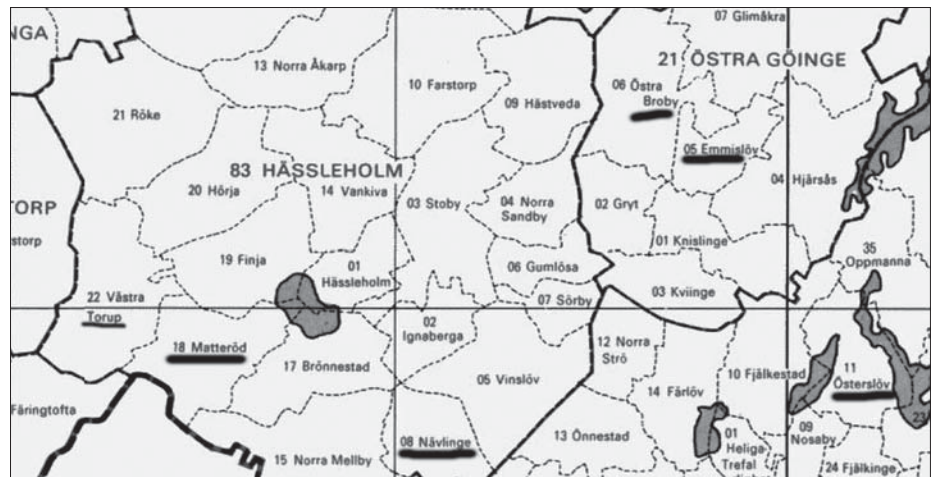 07 Glimåkra
NGA
13 Norra Åkarp
21 ÖSTRA GÖINGE
10 Farstorp
06 Östra
Broby
09 Hästveda
21 Röke
05 Emmislöv
83 HÄSSLEHOLM
04 Hjärsås
20 Hörja
14 Vankiva
03 Stoby
04 Norra
Sandby
02 Gryt
TORP
storp
01 Knislinge
35
Oppmanna
19 Finja
01
Hässleholm
06 Gumlösa
03 Kviinge
22 Västra
Torup
07 Sörby
02
Ignaberga
12 Norra
Strö
18 Matteröd
17 Brönnestad
05 Vinslöv
14 Färlöv
10 Fjälkestad
11
Österslöv
Färingtofta
23
13 Önnestad
01
Heliga-
Trefal
09
Nosaby
08 Nävlinge
15 Norra Mellby
24 Fjälkinge